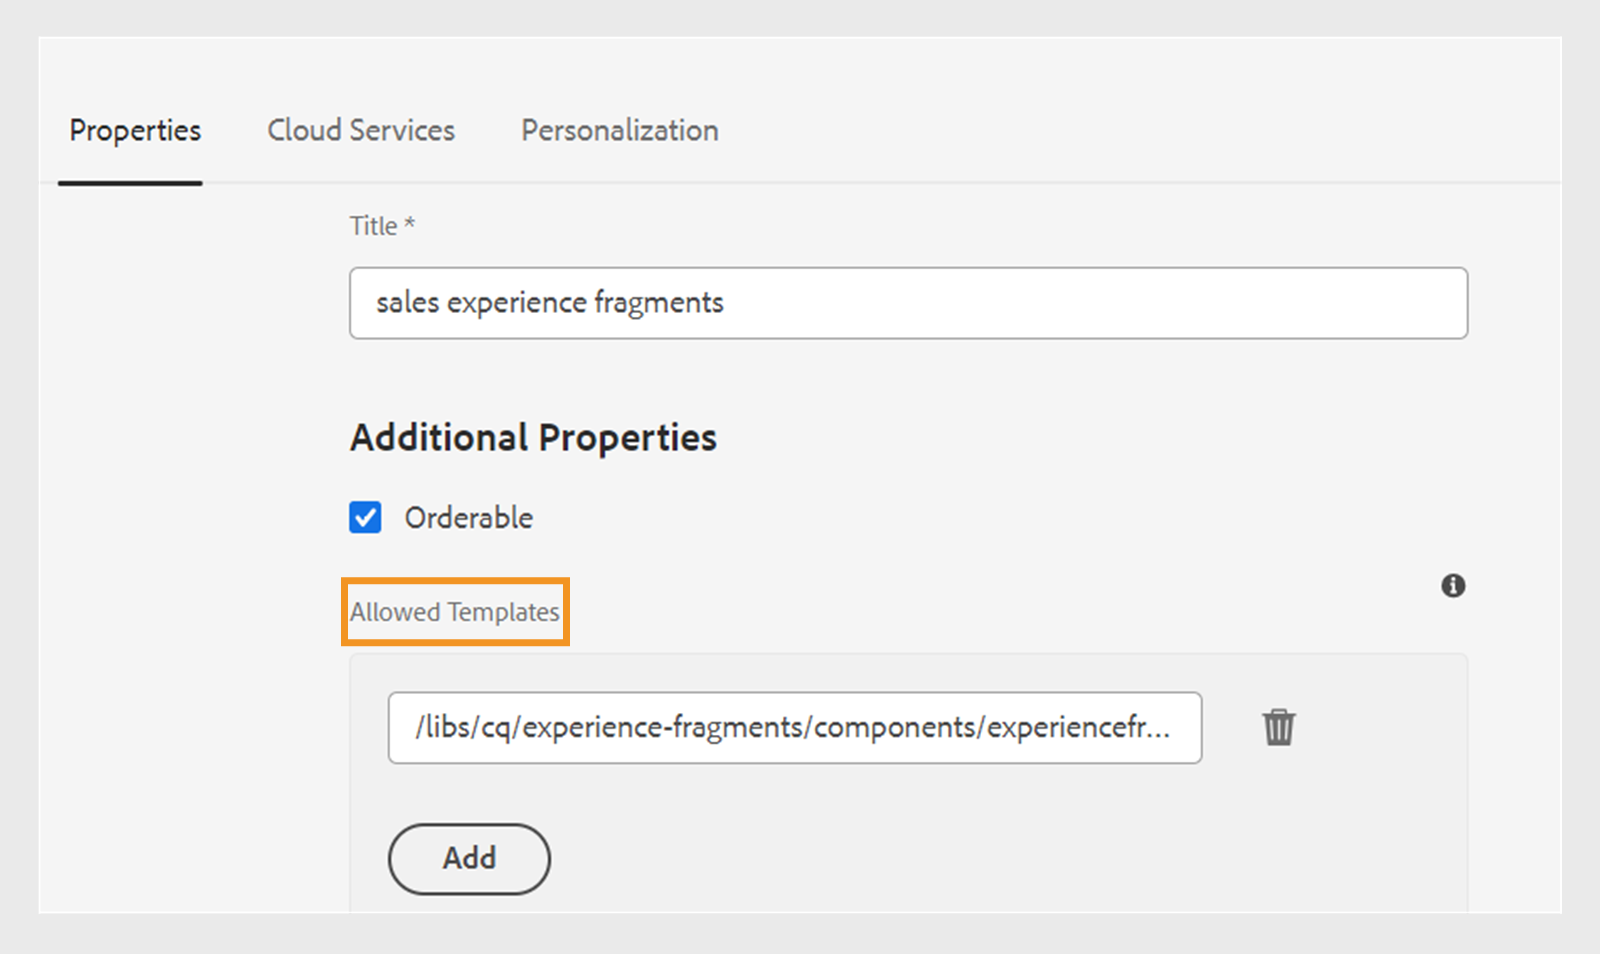 Properties Cloud Services Personalization
Title *
sales experience fragments
Additional Properties
Orderable
Allowed Templates
/libs/cq/experience-fragments/components/experiencefr...
Add